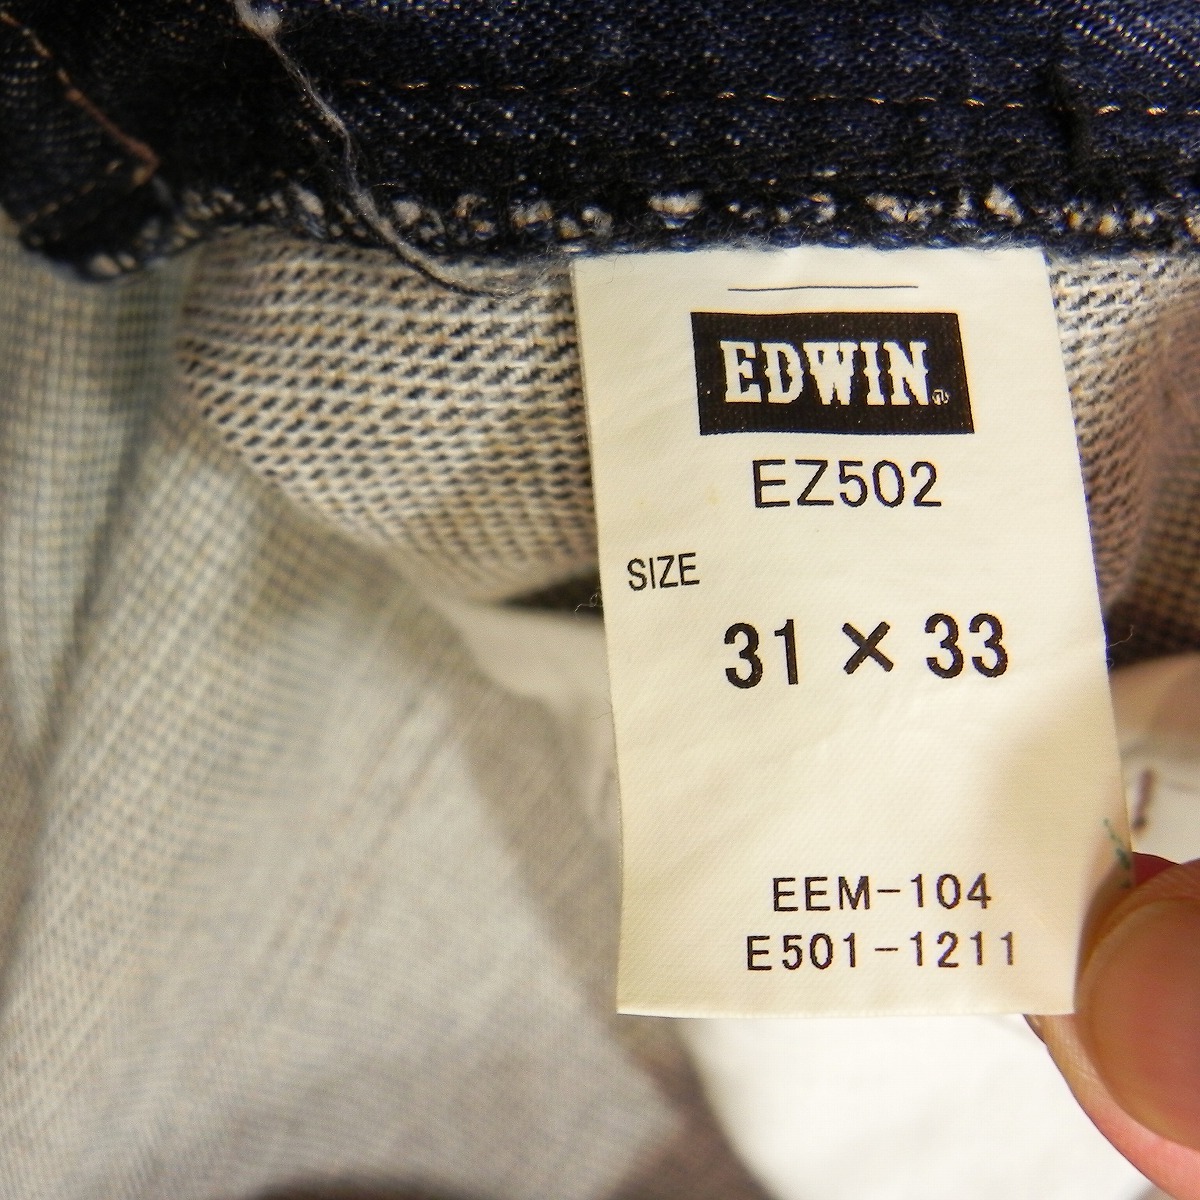 EDWIN®
EZ502
SIZE
31 × 33
EEM-104
E501-1211